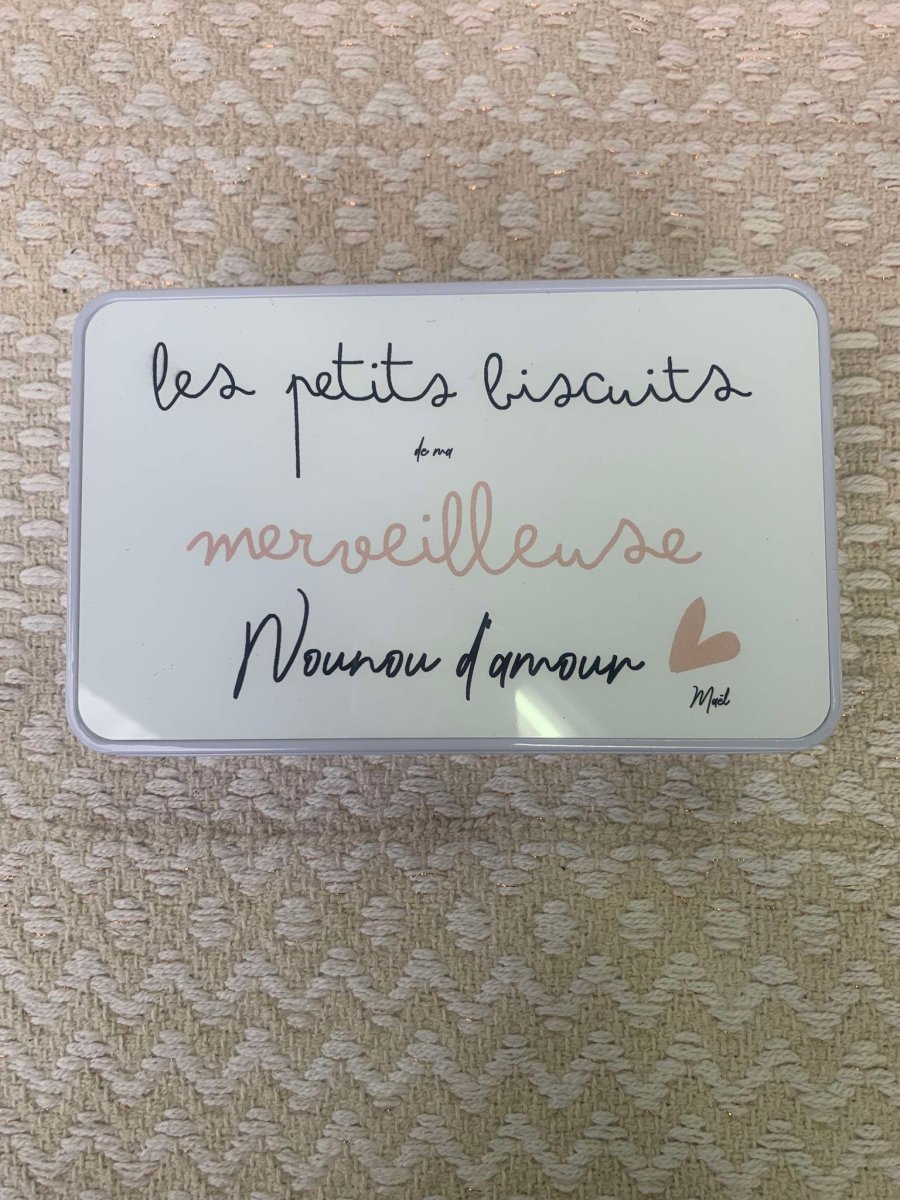 les petits biscuits
de ma
merveilleuse
Nounou d'amour
Maël